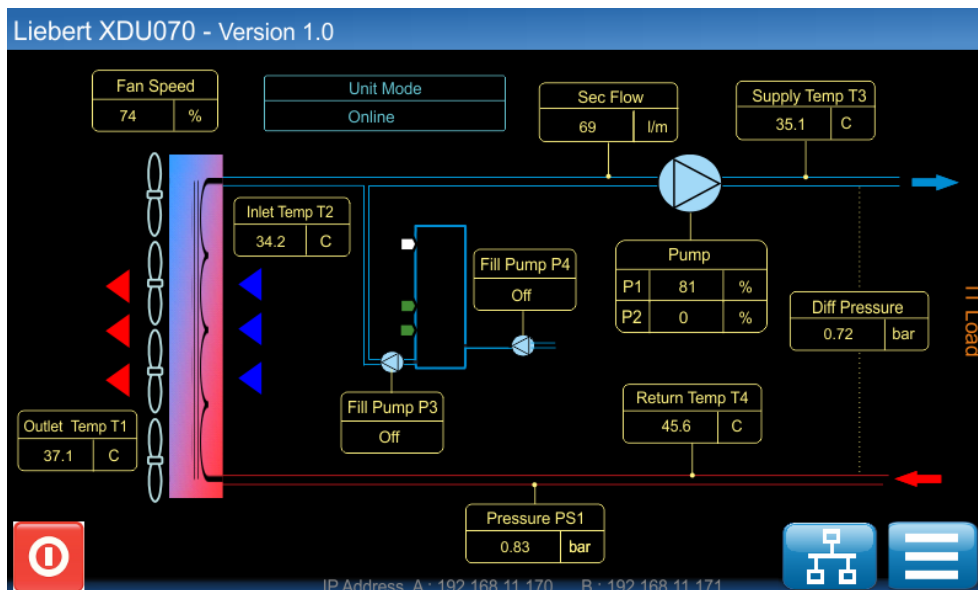 Liebert XDU070 - Version 1.0
Fan Speed
74 %
Unit Mode
Online
Sec Flow
69 l/m
Supply Temp T3
35.1 C
Inlet Temp T2
34.2 C
Fill Pump P4
Off
Pump
P1 81 %
P2 0 %
Diff Pressure
0.72 bar
IT Load
Fill Pump P3
Off
Return Temp T4
45.6 C
Outlet Temp T1
37.1 C
Pressure PS1
0.83 bar
IP Address A : 192.168.11.170 B : 192.168.11.171